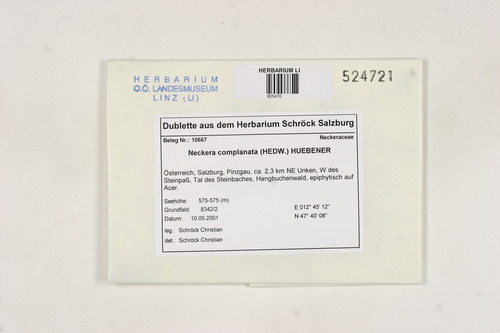 HERBARIUM
O.Ö. LANDESMUSEUM
LINZ (LI)
HERBARIUM LI
524721
Dublette aus dem Herbarium Schröck Salzburg
Beleg Nr.: 10667 Neckeraceae
Neckera complanata (HEDW.) HUEBENER
Österreich, Salzburg, Pinzgau, ca. 2,3 km NE Unken, W des
Steinpaß, Tal des Steinbaches, Hangbuchenwald, epiphytisch auf
Acer.
Seehöhe: 575-575 (m) E 012° 45' 12"
Grundfeld: 8342/2
Datum: 10.05.2001 N 47° 40' 08"
leg.: Schröck Christian
det.: Schröck Christian